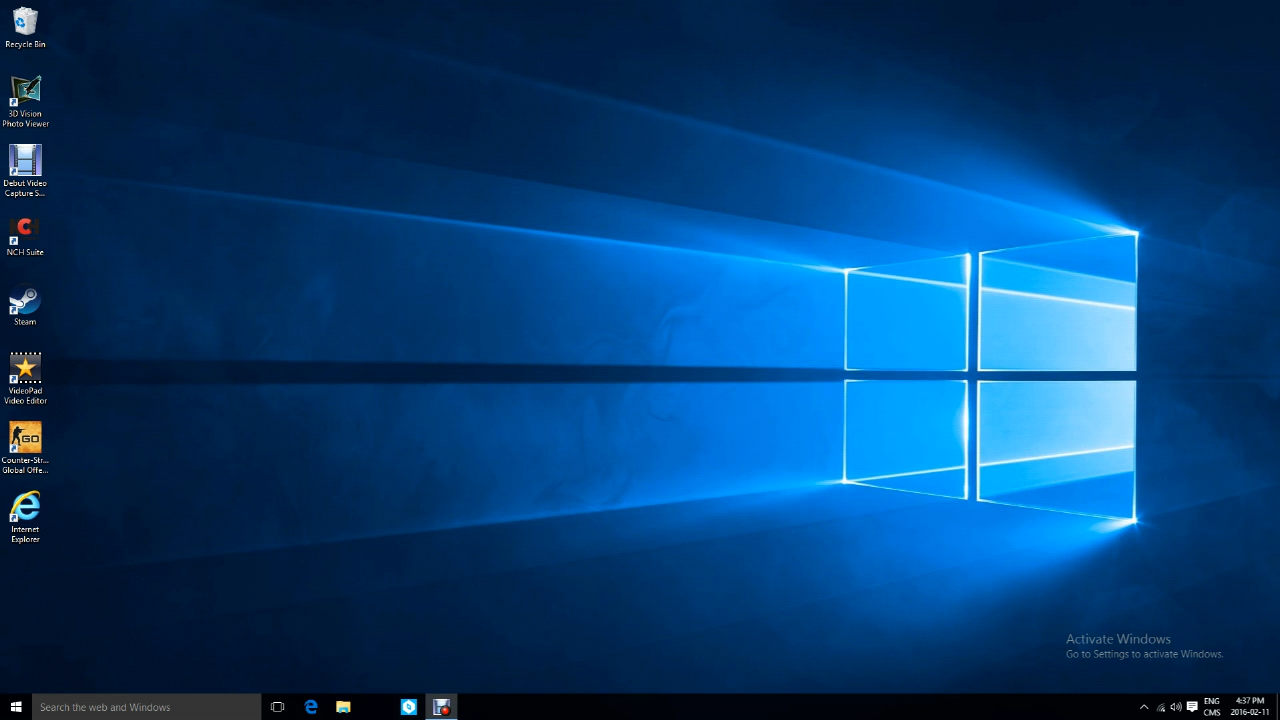 Recycle Bin
3D Vision
Photo Viewer
Debut Video
Capture S...
NCH
NCH Suite
Steam
VideoPad
Video Editor
GO
Counter-Str...
Global Offe...
Internet
Explorer
Activate Windows
Go to Settings to activate Windows.
Search the web and Windows
ENG
CMS
4:37 PM
2016-02-11